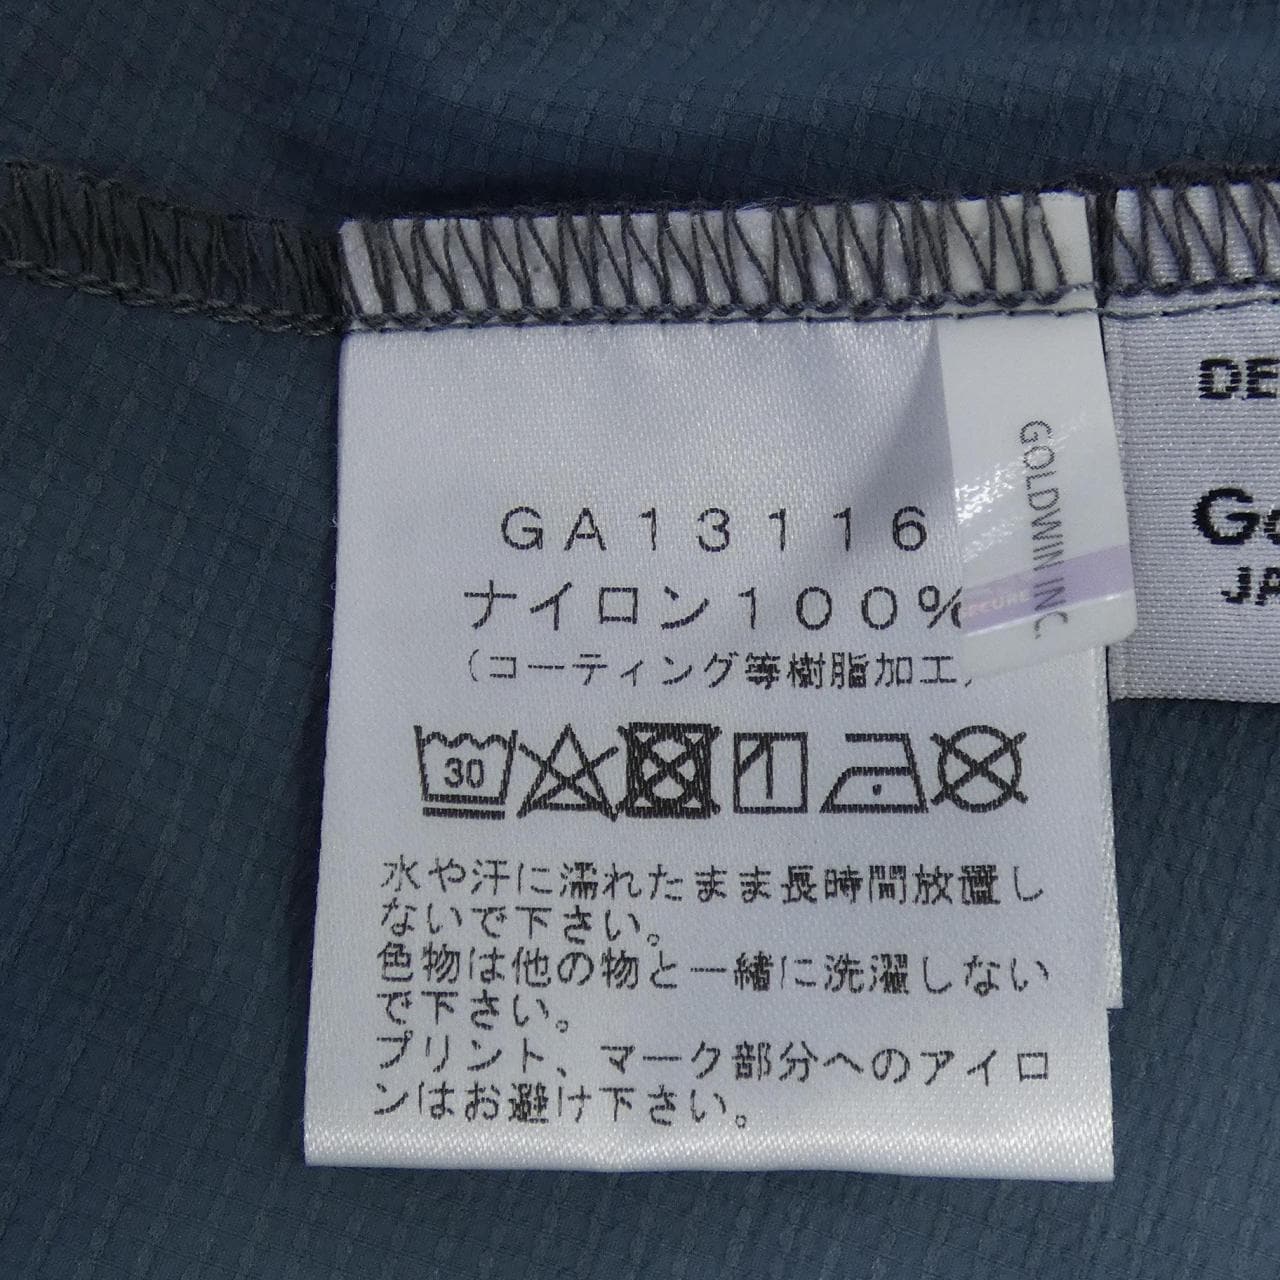 GA13116
ナイロン100%
(コーティング等樹脂加工
30
水や汗に濡れたまま長時間放置し
ないで下さい。
色物は他の物と一緒に洗濯しない
で下さい。
プリント、マーク部分へのアイロ
ンはお避け下さい。
GOLDWIN INC.
SECURE
DE
Go
JA